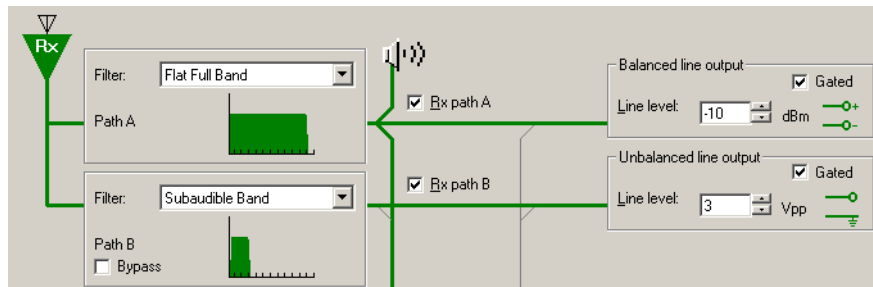 Rx
Filter: Flat Full Band
Path A
Rx path A
Balanced line output
Gated
Line level: -10 dBm
Filter: Subaudible Band
Path B
Bypass
Rx path B
Unbalanced line output
Gated
Line level: 3 Vpp